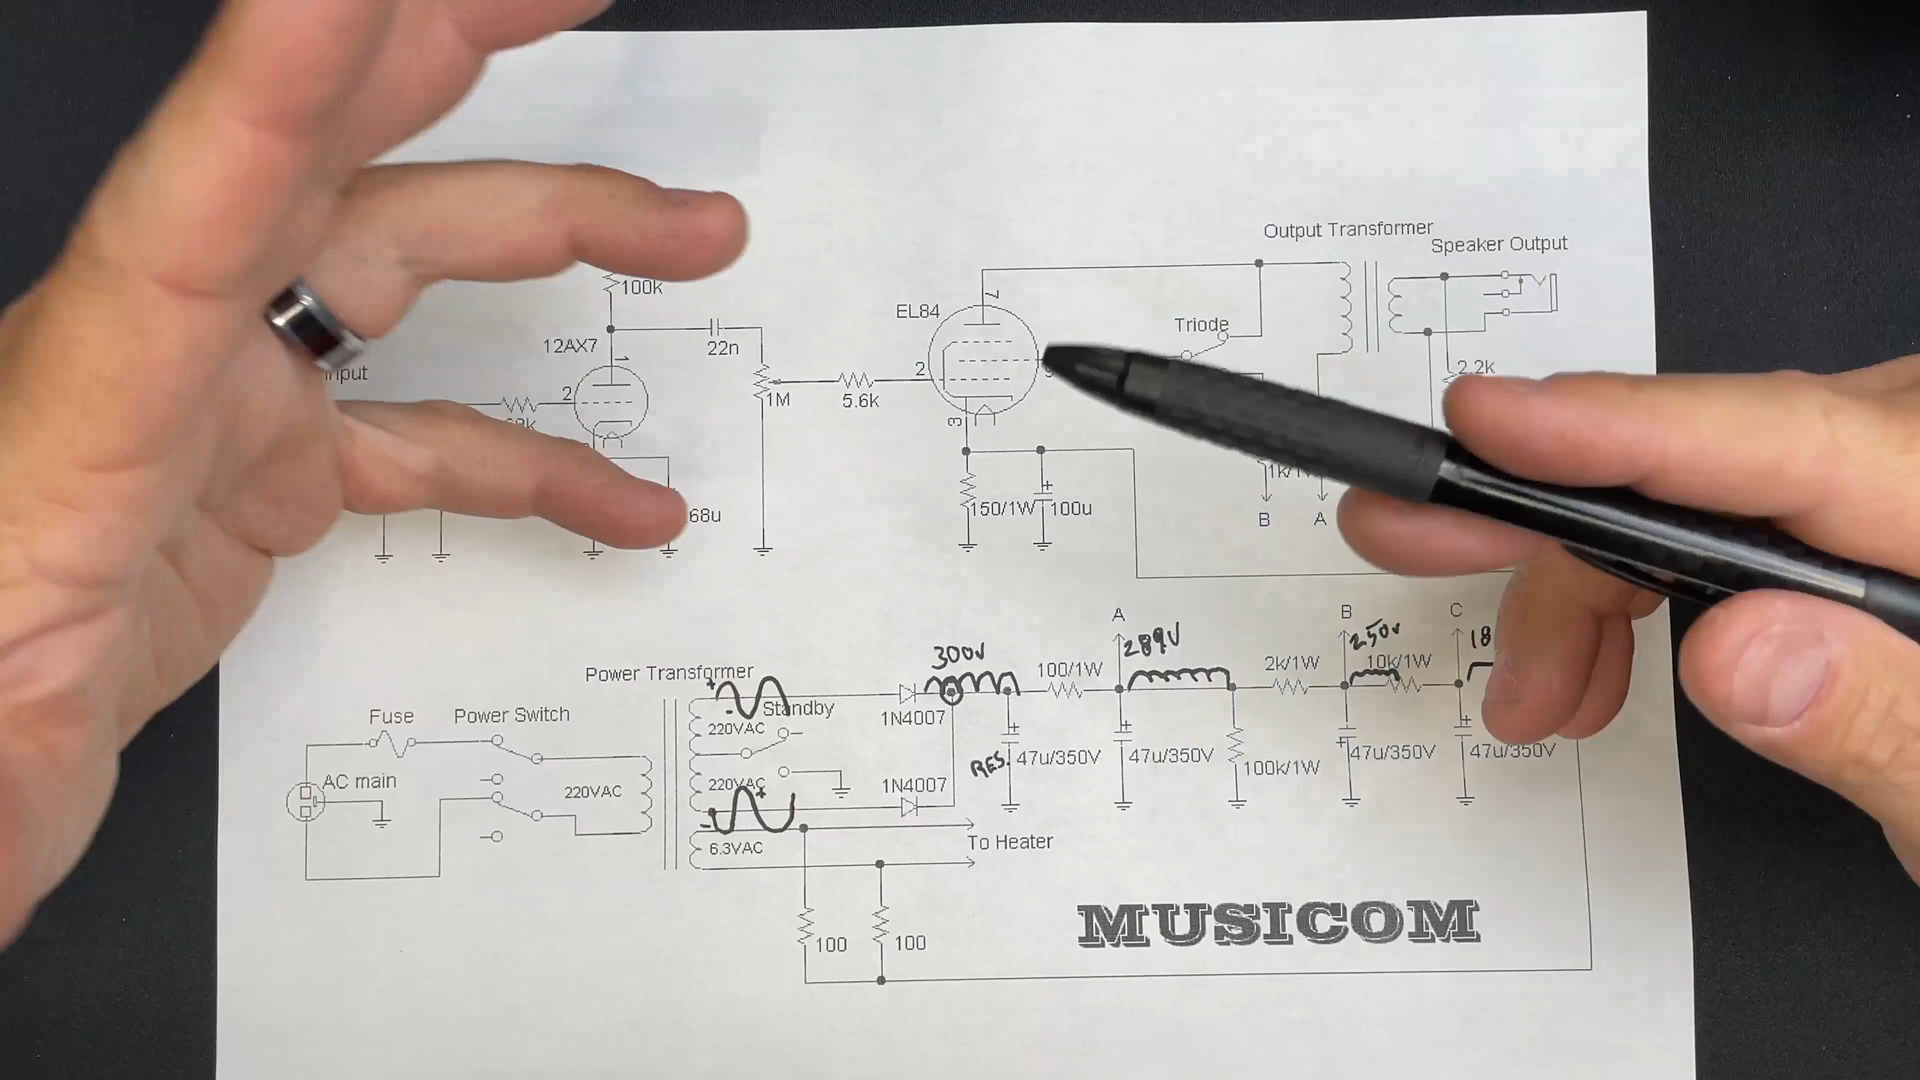 Output Transformer
Speaker Output
100k
EL84
7
Triode
12AX7
22n
1
2
2
1M
5.6k
2.2k
3
68u
150/1W
100u
B
A
A
B
C
289V
250v
300v
100/1W
2k/1W
10k/1W
Power Transformer
+
-
Standby
Fuse
Power Switch
1N4007
220VAC
RES.
47u/350V
47u/350V
47u/350V
47u/350V
100k/1W
AC main
220VAC
220VAC
1N4007
+
-
6.3VAC
To Heater
100
100
MUSICOM